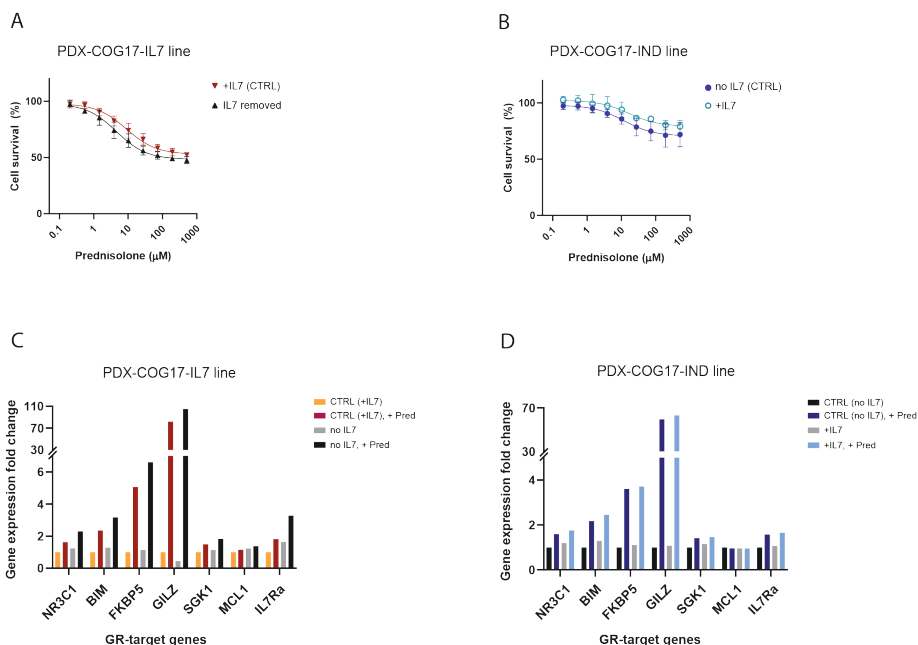 A
PDX-COG17-IL7 line
+IL7 (CTRL)
IL7 removed
Cell survival (%)
100
50
0
0.1
1
10
100
1000
Prednisolone (µM)
B
PDX-COG17-IND line
no IL7 (CTRL)
+IL7
Cell survival (%)
100
50
0
0.1
1
10
100
1000
Prednisolone (µM)
C
PDX-COG17-IL7 line
CTRL (+IL7)
CTRL (+IL7), + Pred
no IL7
no IL7, + Pred
Gene expression fold change
110
70
30
6
4
2
0
NR3C1
BIM
FKBP5
GILZ
SGK1
MCL1
IL7Ra
GR-target genes
D
PDX-COG17-IND line
CTRL (no IL7)
CTRL (no IL7), + Pred
+IL7
+IL7, + Pred
Gene expression fold change
70
30
4
2
0
NR3C1
BIM
FKBP5
GILZ
SGK1
MCL1
IL7Ra
GR-target genes